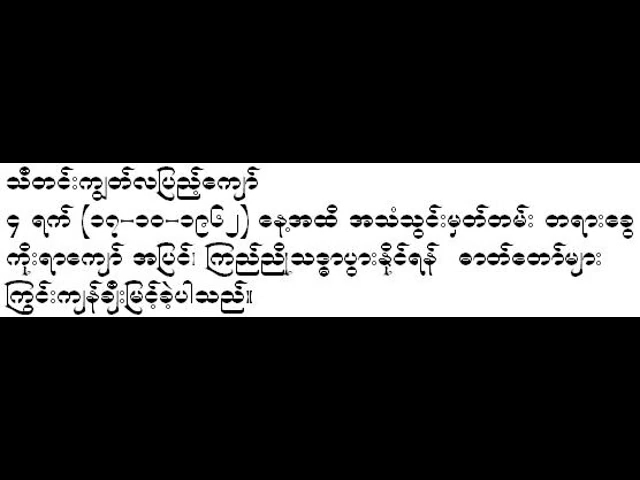 သီတင်းကျွတ်လပြည့်ကျော်
၄ ရက် (၁၇-၁၀-၁၉၆၂) နေ့အထိ အသံသွင်းမှတ်တမ်း တရားခွေ
ကိုးရာကျော် အပြင်၊ ကြည်ညိုသဒ္ဓာပွားနိုင်ရန် ဓာတ်တော်များ
ကြွင်းကျန်ချီးမြင့်ခဲ့ပါသည်။